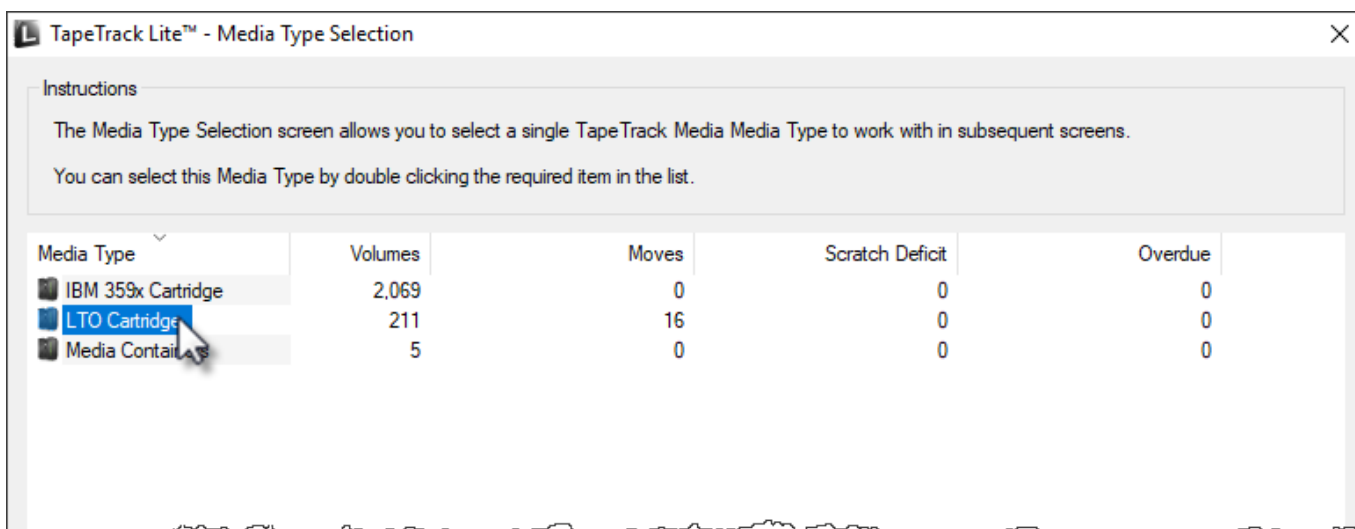 TapeTrack Lite™ - Media Type Selection
Instructions
The Media Type Selection screen allows you to select a single TapeTrack Media Media Type to work with in subsequent screens.
You can select this Media Type by double clicking the required item in the list.
Media Type Volumes Moves Scratch Deficit Overdue
IBM 359x Cartridge 2,069 0 0 0
LTO Cartridge 211 16 0 0
Media Containers 5 0 0 0